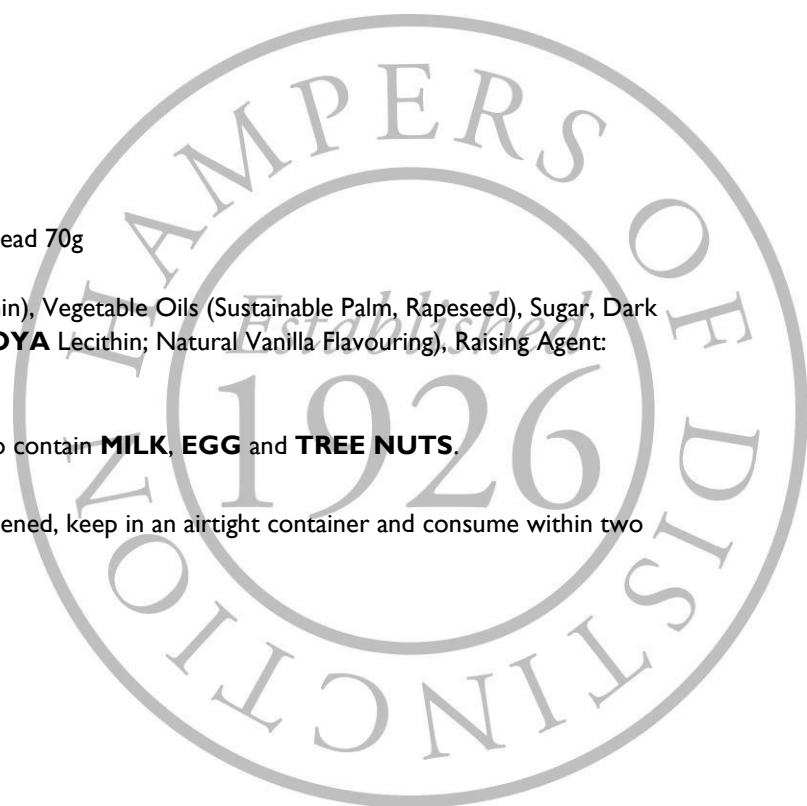 HAMPERS OF DISTINCTION
ead 70g
in), Vegetable Oils (Sustainable Palm, Rapeseed), Sugar, Dark
OYA Lecithin; Natural Vanilla Flavouring), Raising Agent:
Established
1926
o contain MILK, EGG and TREE NUTS.
ened, keep in an airtight container and consume within two